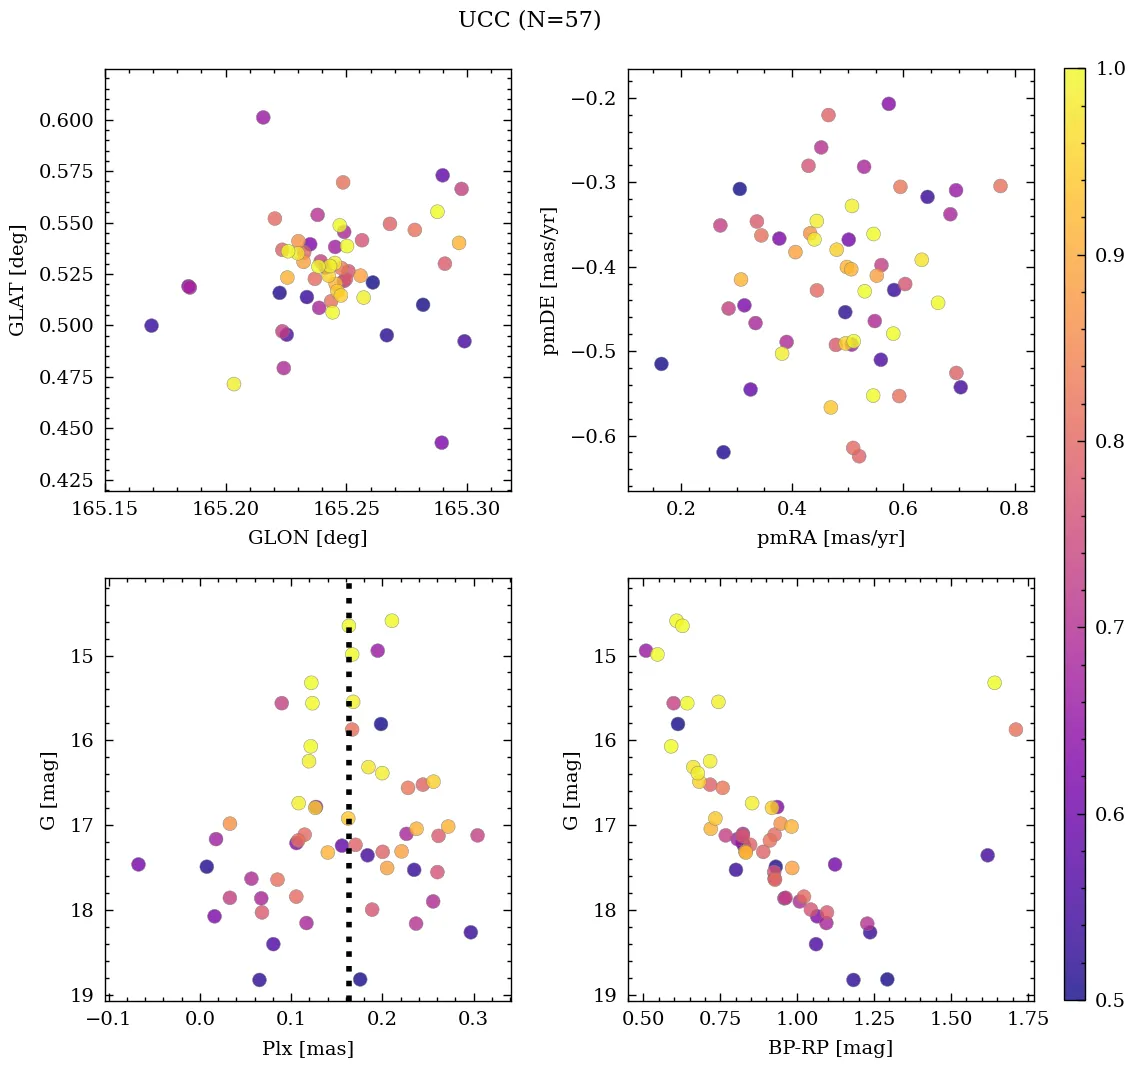 UCC (N=57)
0.600
0.575
0.550
0.525
0.500
0.475
0.450
0.425
GLAT [deg]
165.15 165.20 165.25 165.30
GLON [deg]
−0.2
−0.3
−0.4
−0.5
−0.6
pmDE [mas/yr]
0.2 0.4 0.6 0.8
pmRA [mas/yr]
15
16
17
18
19
G [mag]
−0.1 0.0 0.1 0.2 0.3
Plx [mas]
15
16
17
18
19
G [mag]
0.50 0.75 1.00 1.25 1.50 1.75
BP-RP [mag]
1.0
0.9
0.8
0.7
0.6
0.5